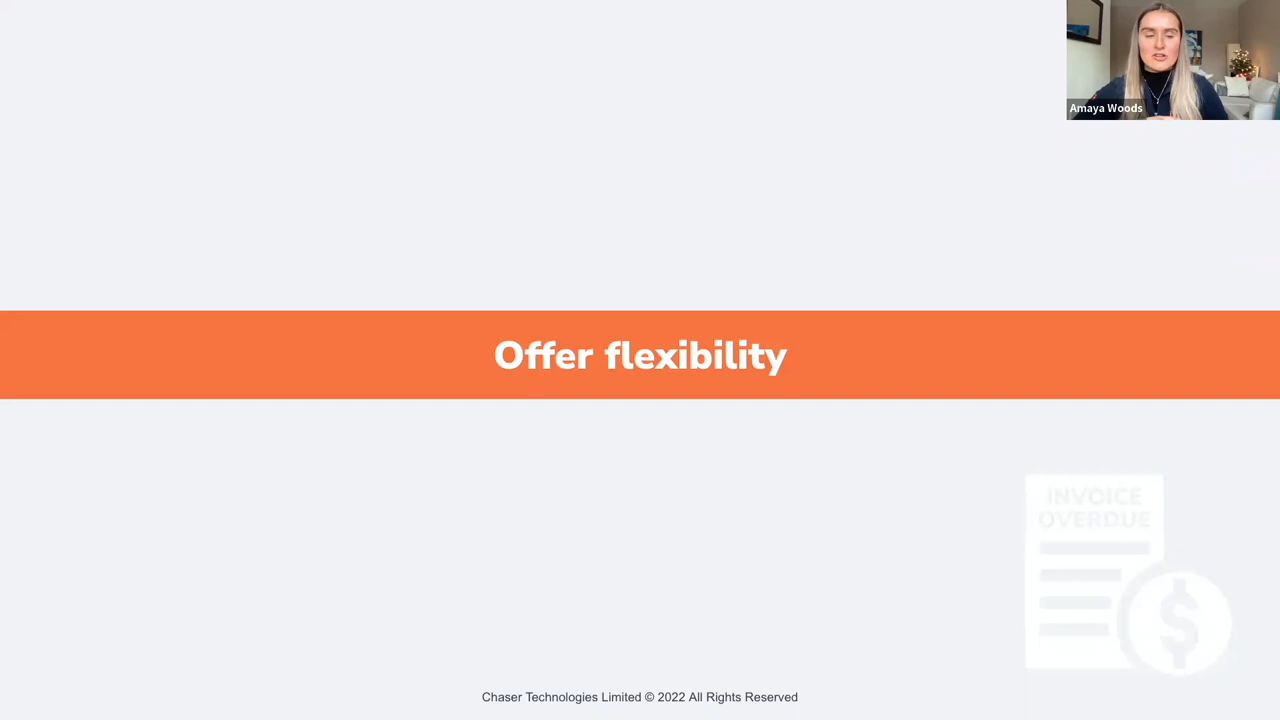 Amaya Woods
Offer flexibility
INVOICE
OVERDUE
$
Chaser Technologies Limited © 2022 All Rights Reserved